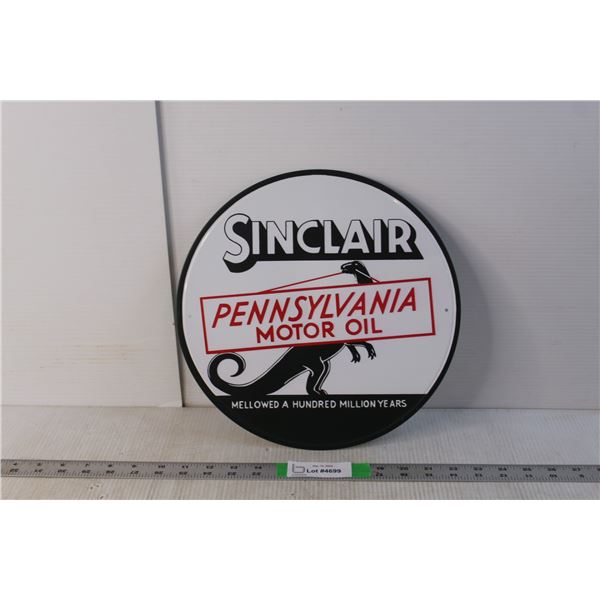 SINCLAIR
PENNSYLVANIA
MOTOR OIL
MELLOWED A HUNDRED MILLION YEARS
Lot #4699